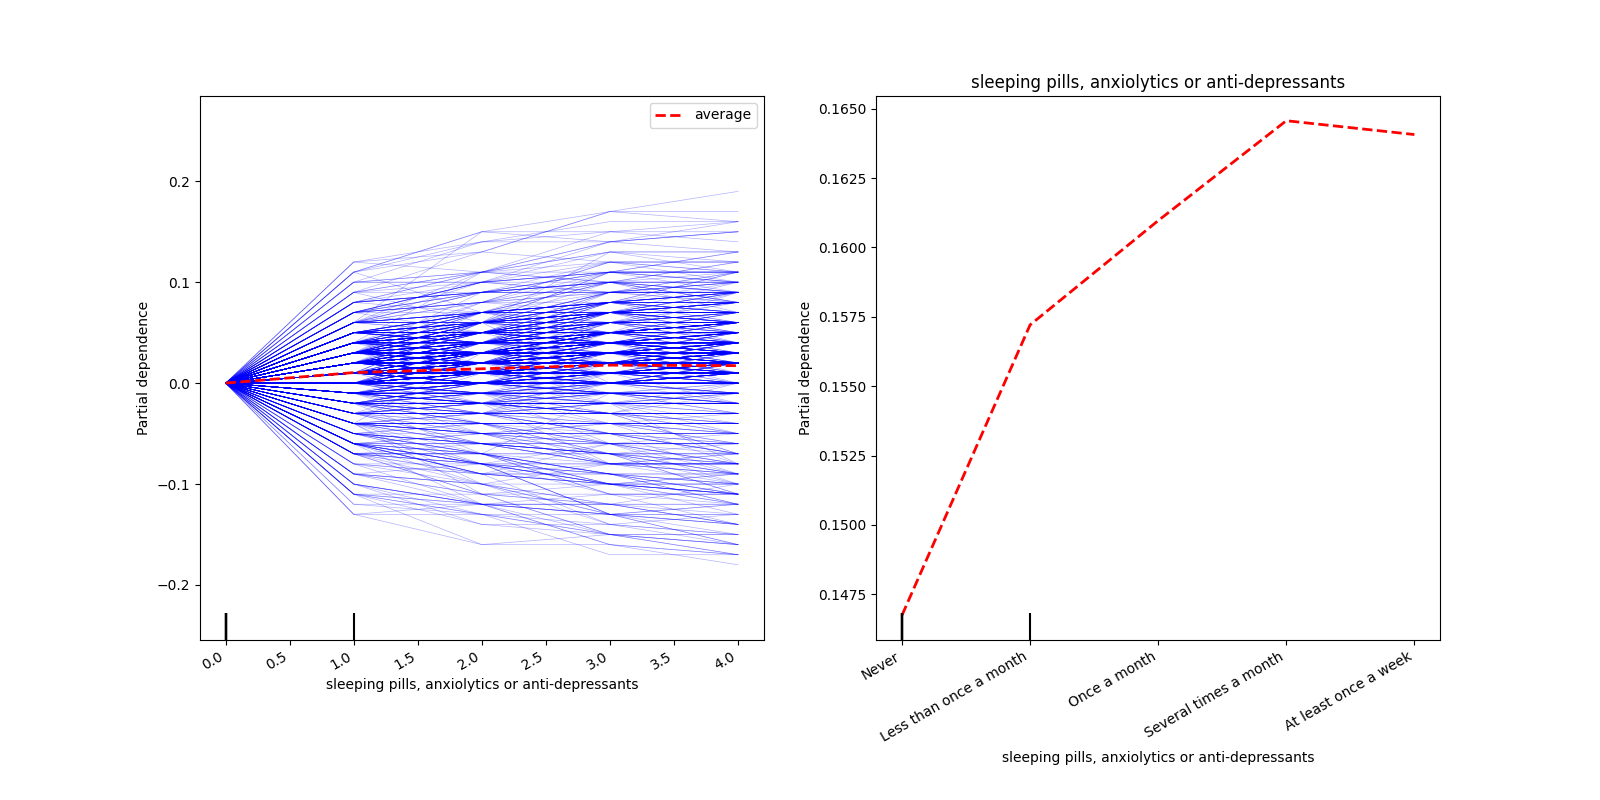 average
0.2
0.1
0.0
−0.1
−0.2
Partial dependence
0.0
0.5
1.0
1.5
2.0
2.5
3.0
3.5
4.0
sleeping pills, anxiolytics or anti-depressants
sleeping pills, anxiolytics or anti-depressants
0.1650
0.1625
0.1600
0.1575
0.1550
0.1525
0.1500
0.1475
Partial dependence
Never
Less than once a month
Once a month
Several times a month
At least once a week
sleeping pills, anxiolytics or anti-depressants